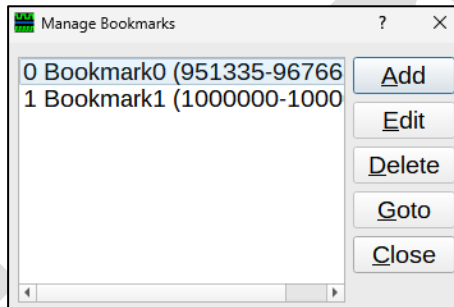 Manage Bookmarks ? ×
0 Bookmark0 (951335-96766
1 Bookmark1 (1000000-1000
Add
Edit
Delete
Goto
Close